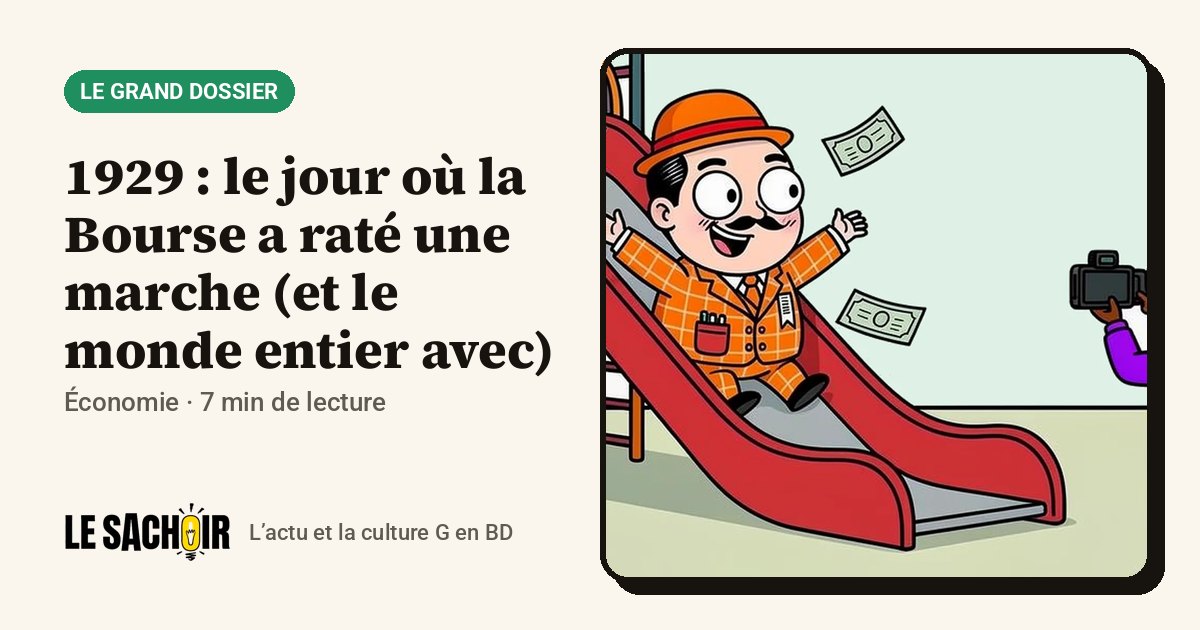 LE GRAND DOSSIER
1929 : le jour où la
Bourse a raté une
marche (et le
monde entier avec)
Économie · 7 min de lecture
LE SACHOIR
L’actu et la culture G en BD